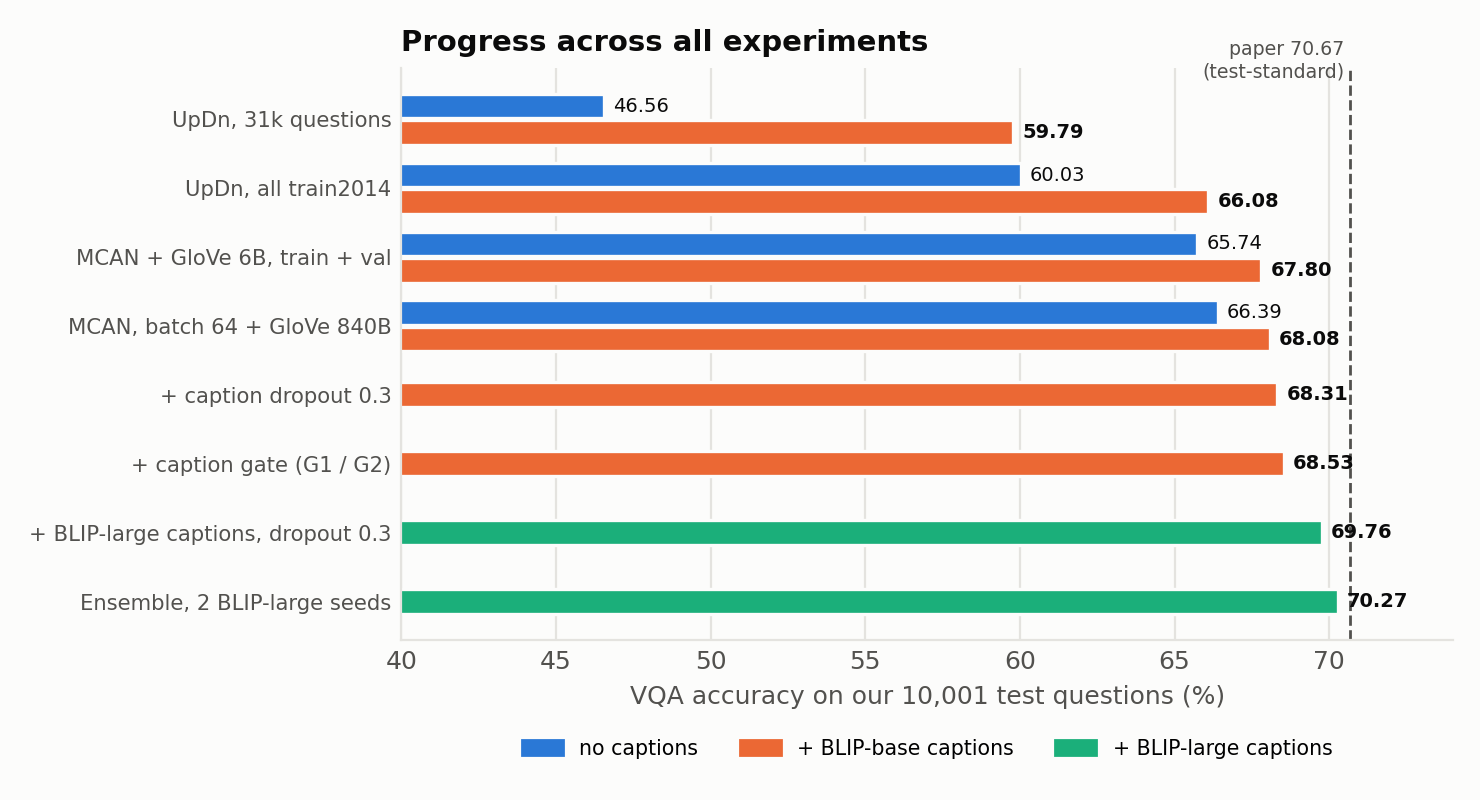 Progress across all experiments
paper 70.67
(test-standard)
UpDn, 31k questions
46.56
59.79
UpDn, all train2014
60.03
66.08
MCAN + GloVe 6B, train + val
65.74
67.80
MCAN, batch 64 + GloVe 840B
66.39
68.08
+ caption dropout 0.3
68.31
+ caption gate (G1 / G2)
68.53
+ BLIP-large captions, dropout 0.3
69.76
Ensemble, 2 BLIP-large seeds
70.27
40 45 50 55 60 65 70
VQA accuracy on our 10,001 test questions (%)
no captions + BLIP-base captions + BLIP-large captions